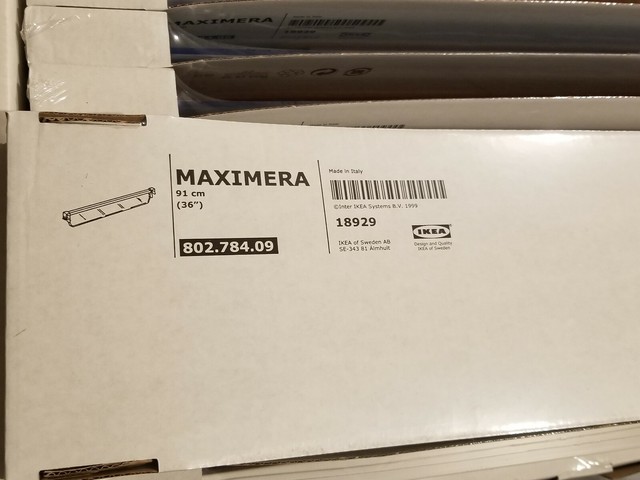 MAXIMERA
18929
MAXIMERA
91 cm
(36”)
802.784.09
Made in Italy
©Inter IKEA Systems B.V. 1999
18929
IKEA of Sweden AB
SE-343 81 Älmhult
IKEA
Design and Quality
IKEA of Sweden